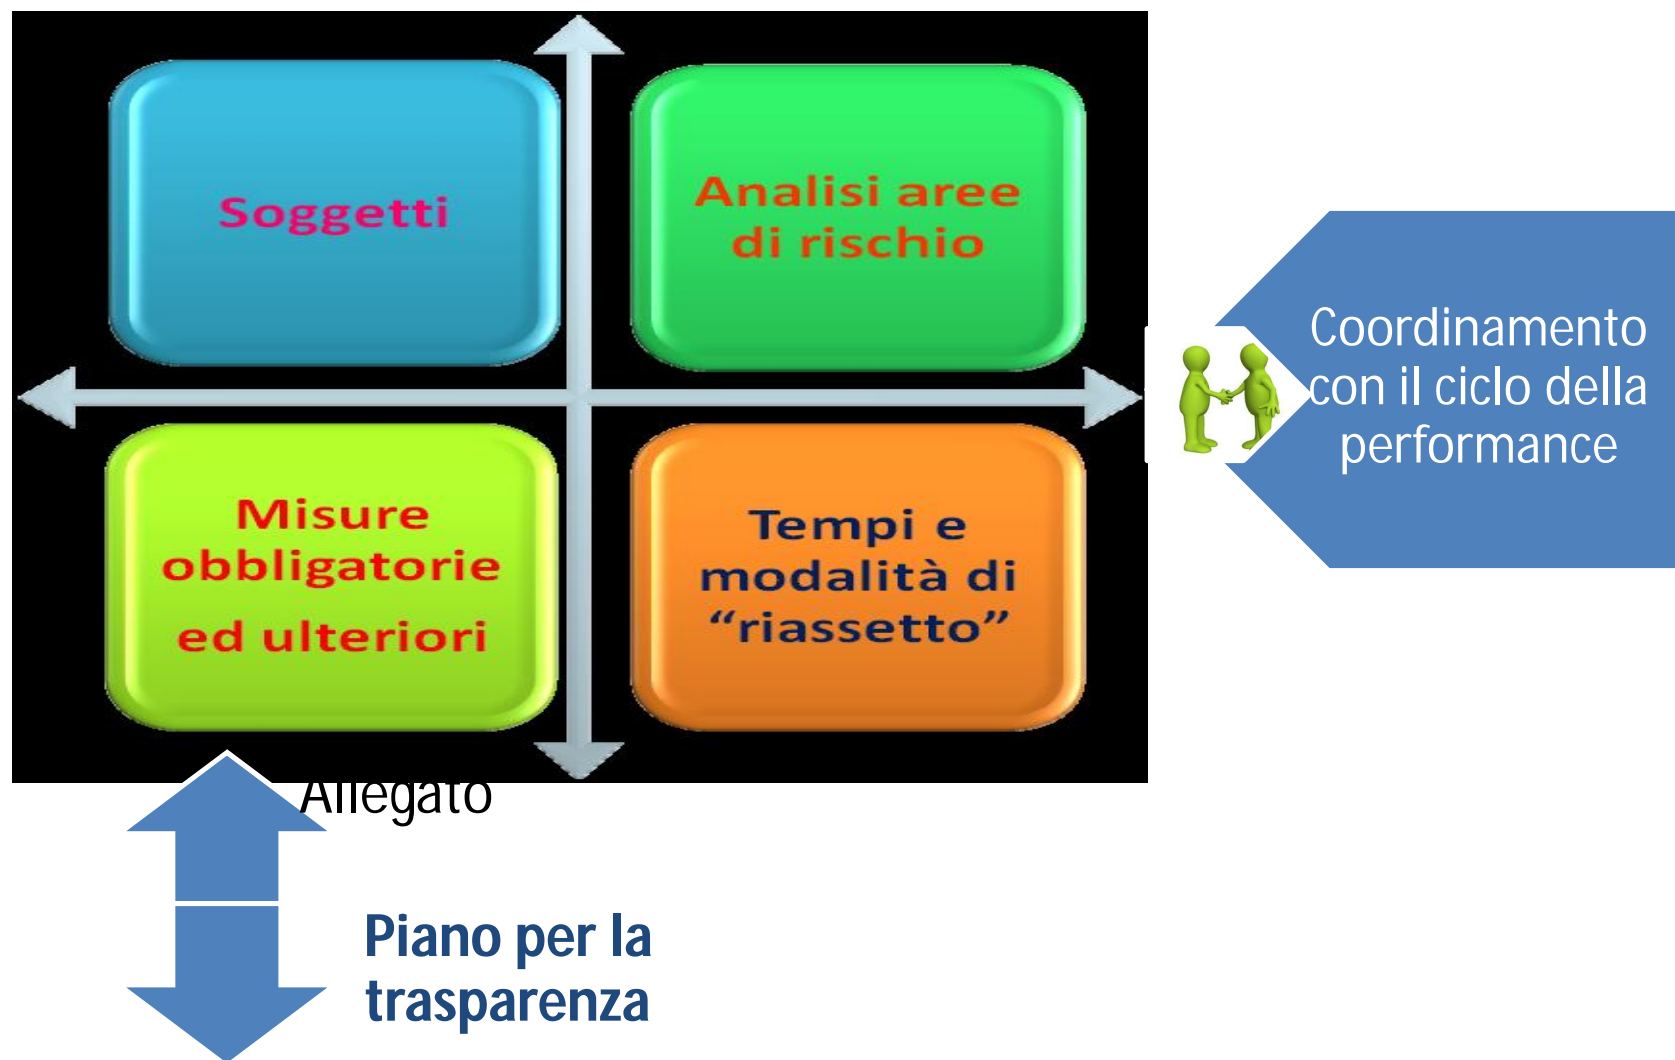 Soggetti
Analisi aree
di rischio
Misure
obbligatorie
ed ulteriori
Tempi e
modalità di
“riassetto”
Coordinamento
con il ciclo della
performance
Allegato
Piano per la
trasparenza